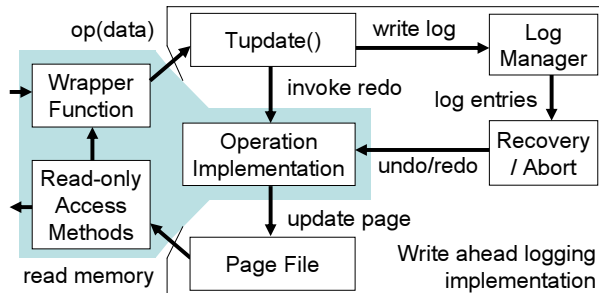 op(data)
Tupdate()
write log
Log
Manager
Wrapper
Function
invoke redo
log entries
Operation
Implementation
undo/redo
Recovery
/ Abort
Read-only
Access
Methods
update page
read memory
Page File
Write ahead logging
implementation